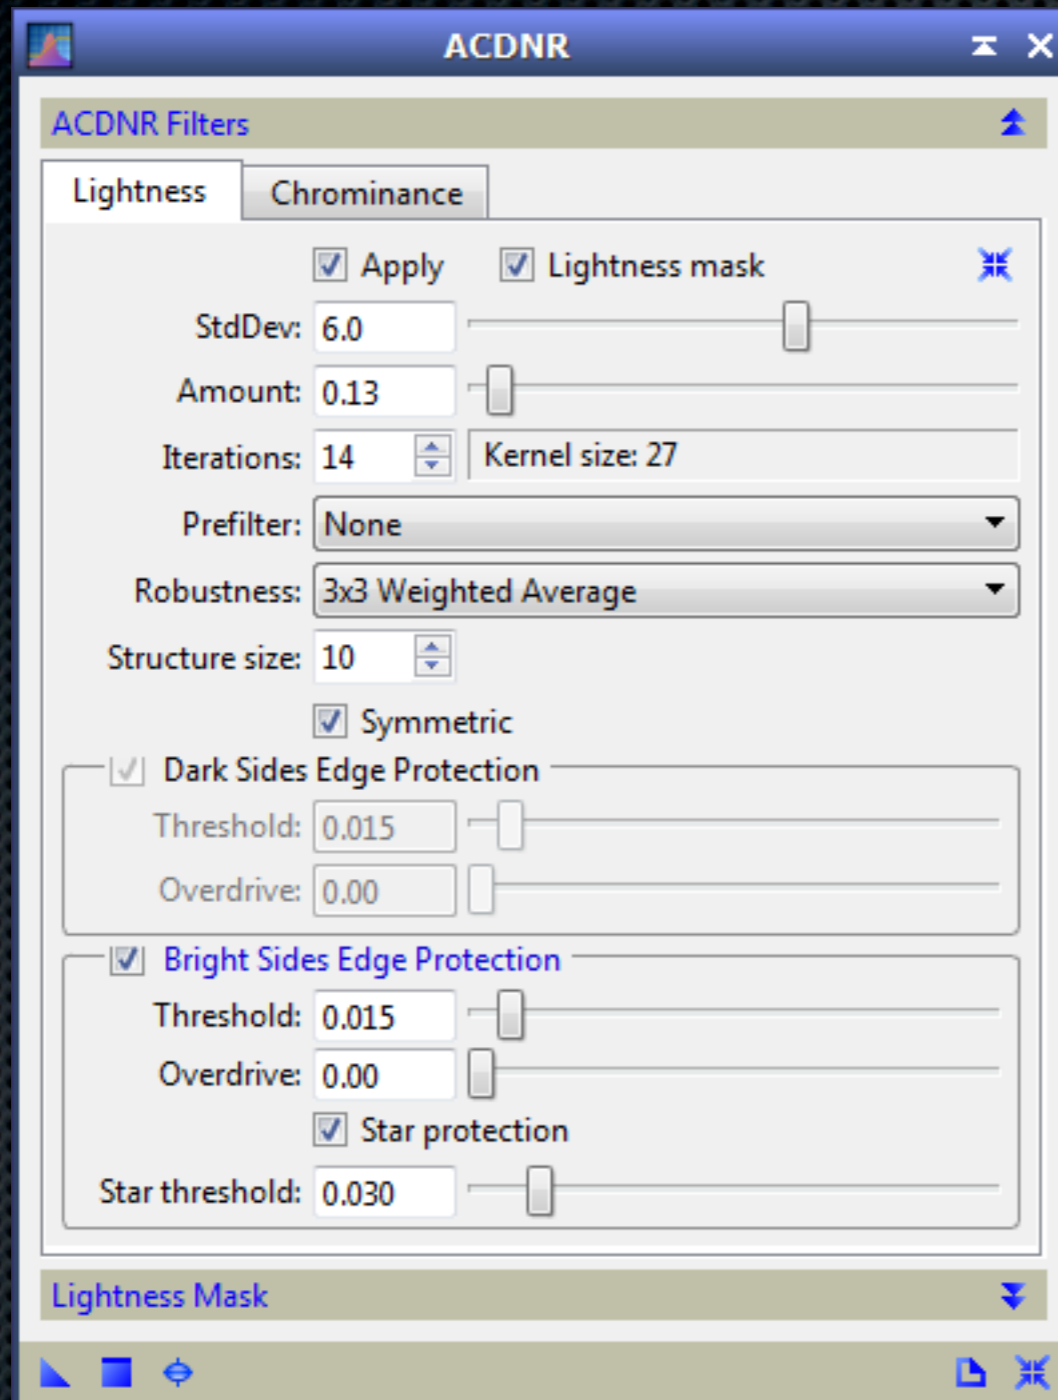 ACDNR
ACDNR Filters
Lightness Chrominance
Apply Lightness mask
StdDev: 6.0
Amount: 0.13
Iterations: 14 Kernel size: 27
Prefilter: None
Robustness: 3x3 Weighted Average
Structure size: 10
Symmetric
Dark Sides Edge Protection
Threshold: 0.015
Overdrive: 0.00
Bright Sides Edge Protection
Threshold: 0.015
Overdrive: 0.00
Star protection
Star threshold: 0.030
Lightness Mask